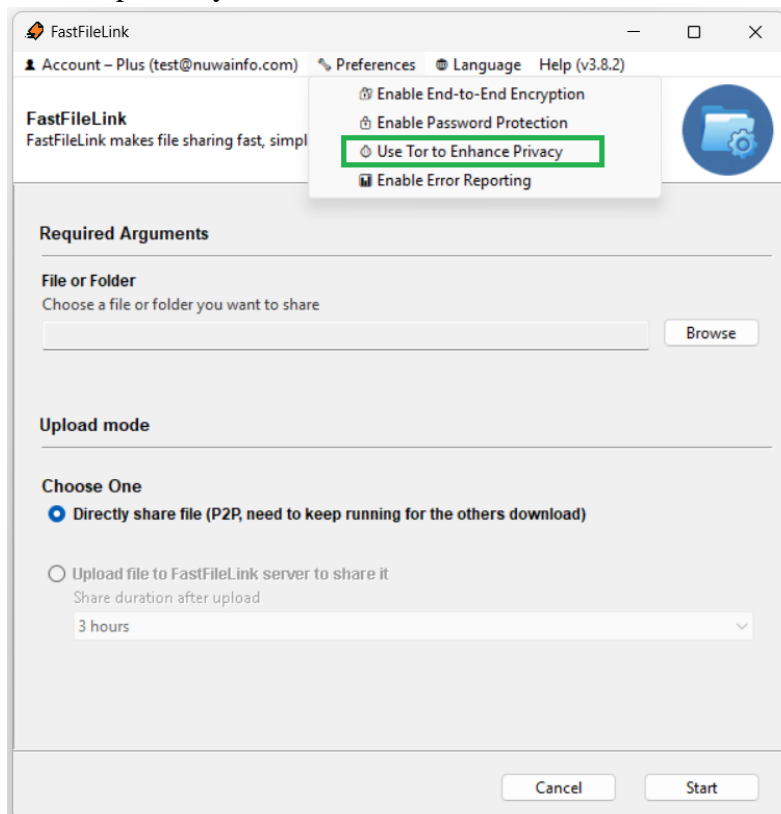 FastFileLink
Account – Plus (test@nuwainfo.com) Preferences Language Help (v3.8.2)
Enable End-to-End Encryption
Enable Password Protection
Use Tor to Enhance Privacy
Enable Error Reporting
FastFileLink
FastFileLink makes file sharing fast, simpl
Required Arguments
File or Folder
Choose a file or folder you want to share
Browse
Upload mode
Choose One
Directly share file (P2P, need to keep running for the others download)
Upload file to FastFileLink server to share it
Share duration after upload
3 hours
Cancel Start